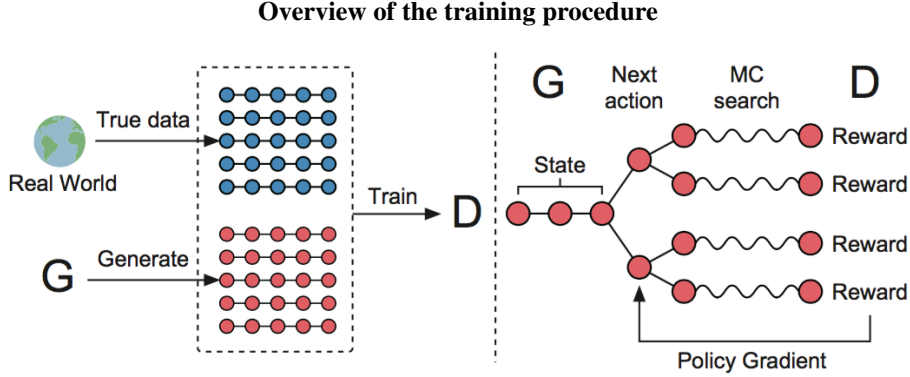 Overview of the training procedure
True data
Real World
G
Generate
Train
D
G
Next
action
MC
search
D
State
Reward
Reward
Reward
Reward
Policy Gradient